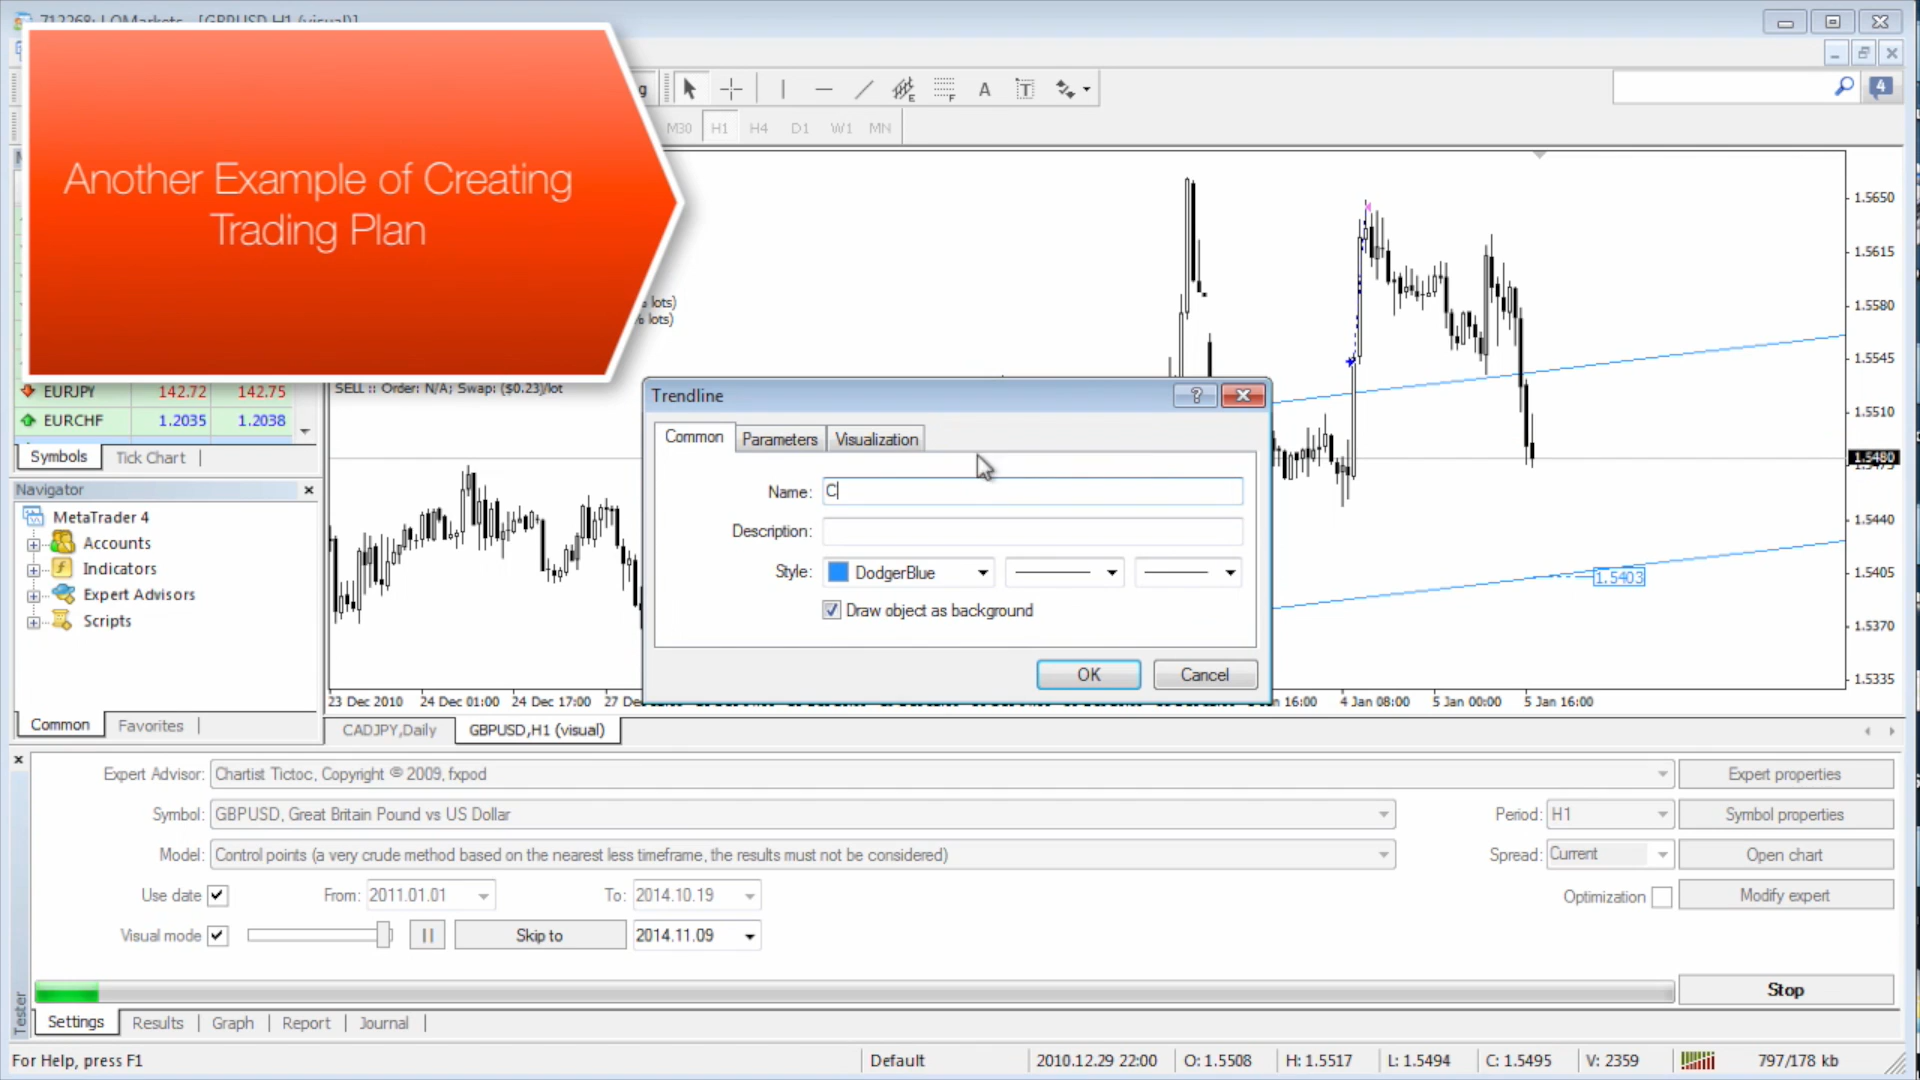 712268: LQMarkets - [GBPUSD,H1 (visual)]
Another Example of Creating
Trading Plan
E
F
A
T
4
M30
H1
H4
D1
W1
MN
lots)
lots)
EURJPY 142.72 142.75
EURCHF 1.2035 1.2038
Symbols
Tick Chart
SELL :: Order: N/A; Swap: ($0.23)/lot
1.5650
1.5615
1.5580
1.5545
1.5510
1.5480
1.5440
1.5405
1.5370
1.5335
1.5403
Trendline
?
Common
Parameters
Visualization
Name: C
Description:
Style: DodgerBlue
Draw object as background
OK
Cancel
Navigator
MetaTrader 4
Accounts
Indicators
Expert Advisors
Scripts
Common
Favorites
23 Dec 2010
24 Dec 01:00
24 Dec 17:00
4 Jan 08:00
5 Jan 00:00
5 Jan 16:00
CADJPY,Daily
GBPUSD,H1 (visual)
Expert Advisor: Chartist Tictoc, Copyright © 2009, fxpod
Expert properties
Symbol: GBPUSD, Great Britain Pound vs US Dollar
Period: H1
Symbol properties
Model: Control points (a very crude method based on the nearest less timeframe, the results must not be considered)
Spread: Current
Open chart
Use date
From: 2011.01.01
To: 2014.10.19
Optimization
Modify expert
Visual mode
Skip to
2014.11.09
Stop
Tester
Settings
Results
Graph
Report
Journal
For Help, press F1
Default
2010.12.29 22:00
O: 1.5508
H: 1.5517
L: 1.5494
C: 1.5495
V: 2359
797/178 kb